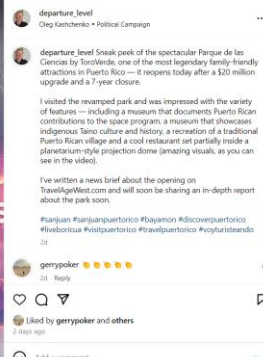 departure_level
Oleg Kashchenko • Political Campaign
departure_level Sneak peek of the spectacular Parque de las
Ciencias by ToroVerde, one of the most legendary family-friendly
attractions in Puerto Rico — it reopens today after a $20 million
upgrade and a 7-year closure.
I visited the revamped park and was impressed with the variety
of features — including a museum that documents Puerto Rican
contributions to the space program, a museum that showcases
indigenous Taino culture and history, a recreation of a traditional
Puerto Rican village and a cool restaurant set partially inside a
planetarium-style projection dome (amazing visuals, as you can
see in the video).
I've written a news brief about the opening on
TravelAgeWest.com and will soon be sharing an in-depth report
about the park soon.
#sanjuan #sanjuanpuertorico #bayamon #discoverpuertorico
#liveboricua #visitpuertorico #travelpuertorico #voyturisteando
2d
gerrypoker 👏 👏 👏 👏 👏
2d Reply
Liked by gerrypoker and others
2 days ago
Add a comment